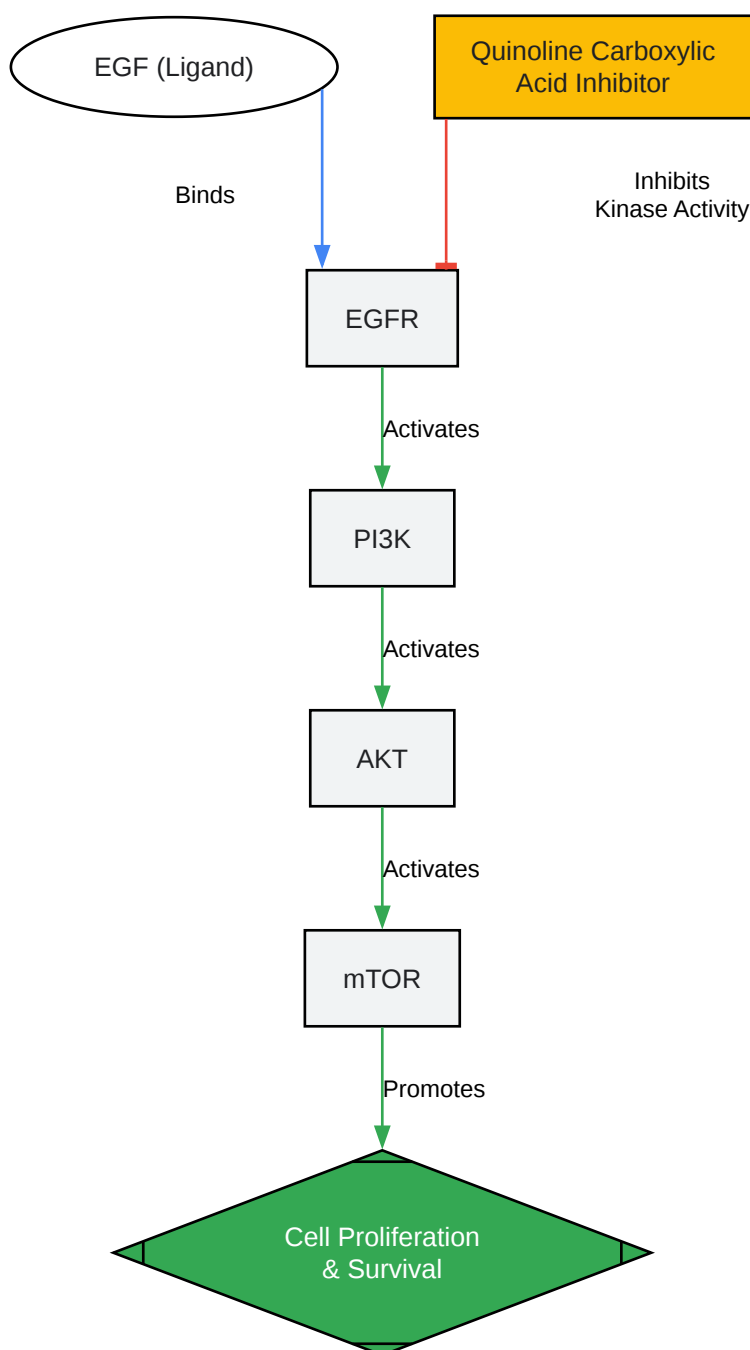 EGF (Ligand)
Quinoline Carboxylic
Acid Inhibitor
Binds
Inhibits
Kinase Activity
EGFR
Activates
PI3K
Activates
AKT
Activates
mTOR
Promotes
Cell Proliferation
& Survival